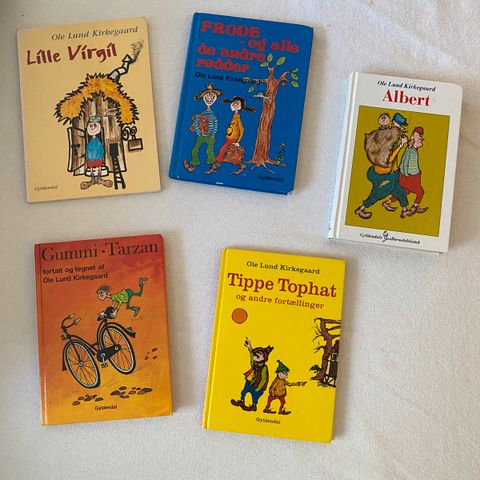 Ole Lund Kirkegaard
Lille Virgil
Gyldendal
FRODE
- og alle
de andre
rødder
Ole Lund Kirkegaard
Gyldendal
Ole Lund Kirkegaard
Albert
Gyldendals
Gummi-Tarzan
fortalt og tegnet af
Ole Lund Kirkegaard
Gyldendal
Ole Lund Kirkegaard
Tippe Tophat
og andre fortællinger
Gyldendal